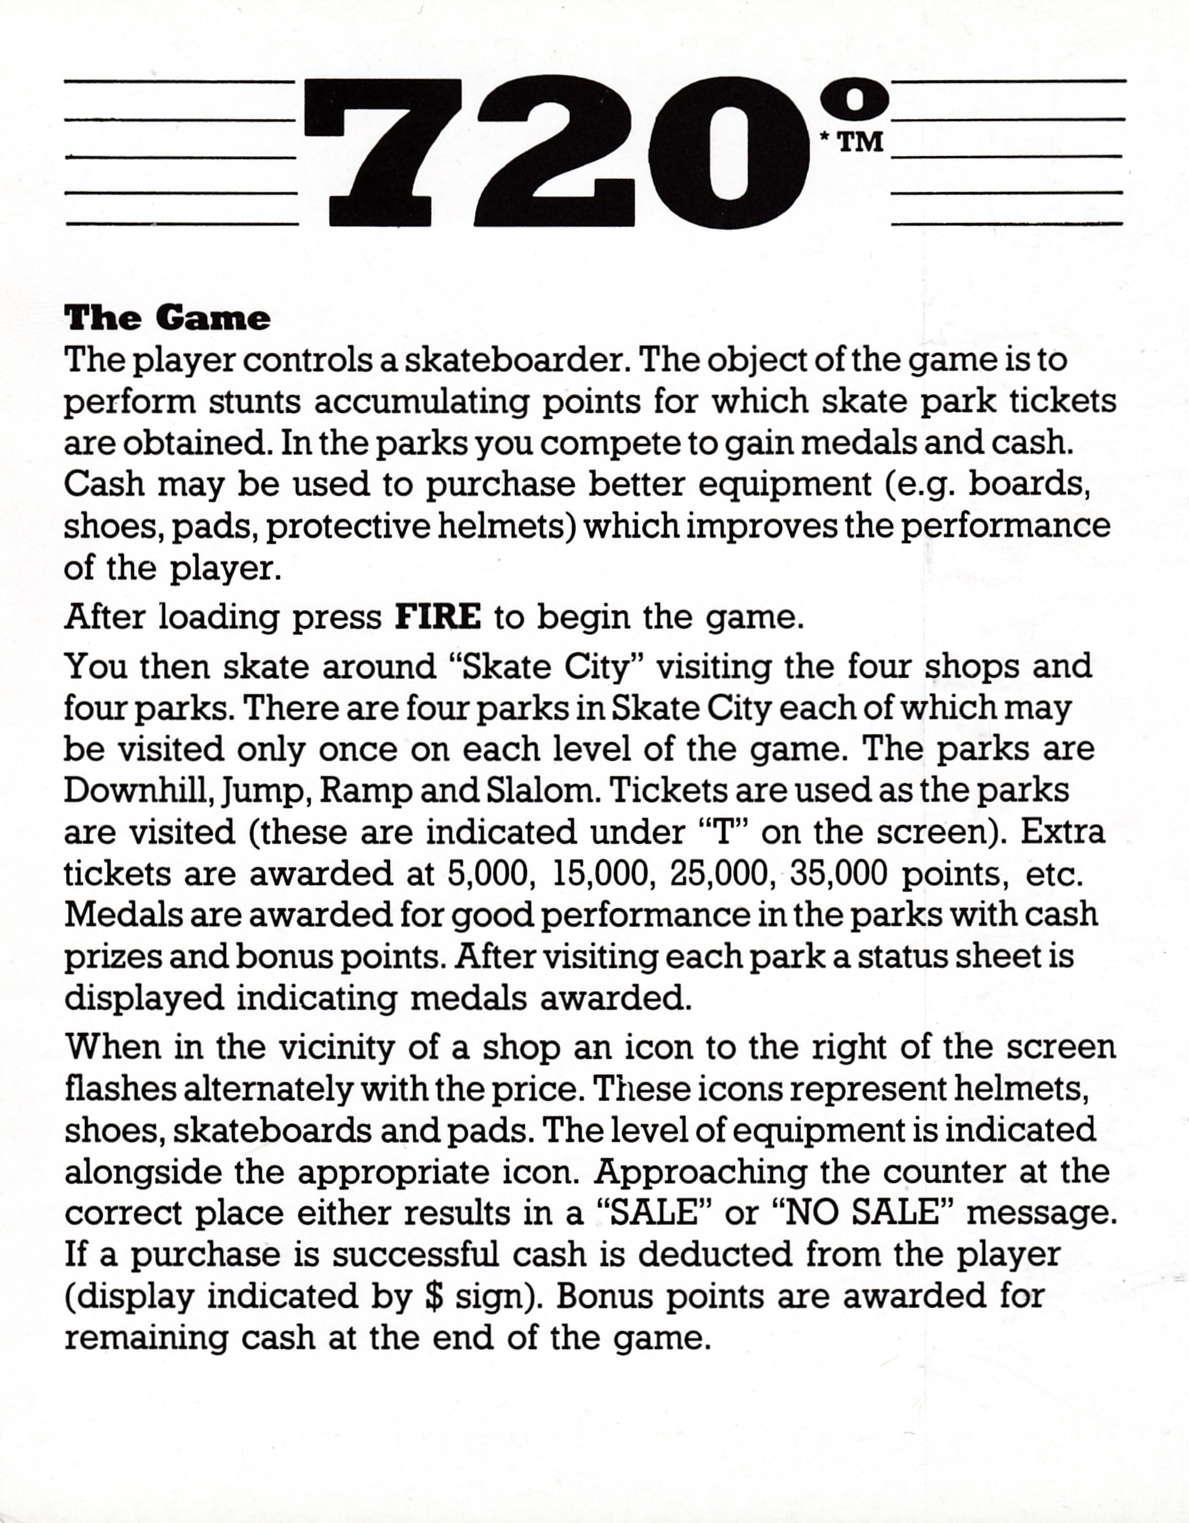 720°
*TM
The Game
The player controls a skateboarder. The object of the game is to
perform stunts accumulating points for which skate park tickets
are obtained. In the parks you compete to gain medals and cash.
Cash may be used to purchase better equipment (e.g. boards,
shoes, pads, protective helmets) which improves the performance
of the player.
After loading press FIRE to begin the game.
You then skate around “Skate City” visiting the four shops and
four parks. There are four parks in Skate City each of which may
be visited only once on each level of the game. The parks are
Downhill, Jump, Ramp and Slalom. Tickets are used as the parks
are visited (these are indicated under “T” on the screen). Extra
tickets are awarded at 5,000, 15,000, 25,000, 35,000 points, etc.
Medals are awarded for good performance in the parks with cash
prizes and bonus points. After visiting each park a status sheet is
displayed indicating medals awarded.
When in the vicinity of a shop an icon to the right of the screen
flashes alternately with the price. These icons represent helmets,
shoes, skateboards and pads. The level of equipment is indicated
alongside the appropriate icon. Approaching the counter at the
correct place either results in a “SALE” or “NO SALE” message.
If a purchase is successful cash is deducted from the player
(display indicated by $ sign). Bonus points are awarded for
remaining cash at the end of the game.